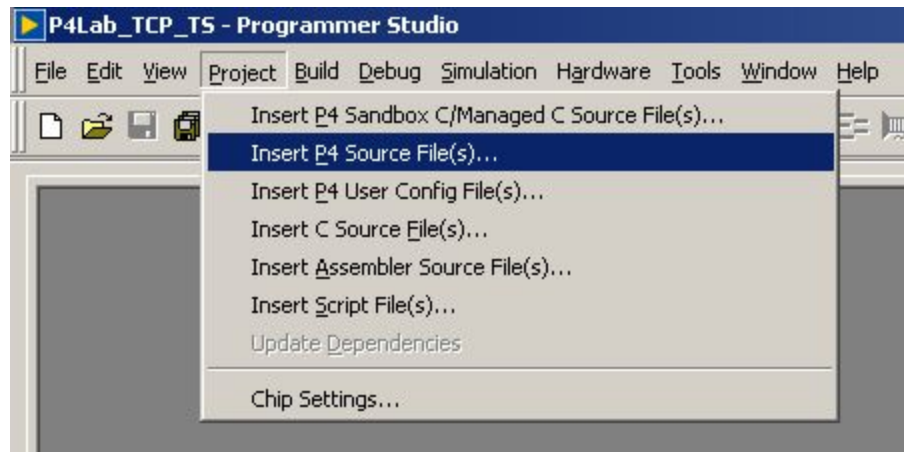 P4Lab_TCP_TS - Programmer Studio
File Edit View Project Build Debug Simulation Hardware Tools Window Help
Insert P4 Sandbox C/Managed C Source File(s)...
Insert P4 Source File(s)...
Insert P4 User Config File(s)...
Insert C Source File(s)...
Insert Assembler Source File(s)...
Insert Script File(s)...
Update Dependencies
Chip Settings...